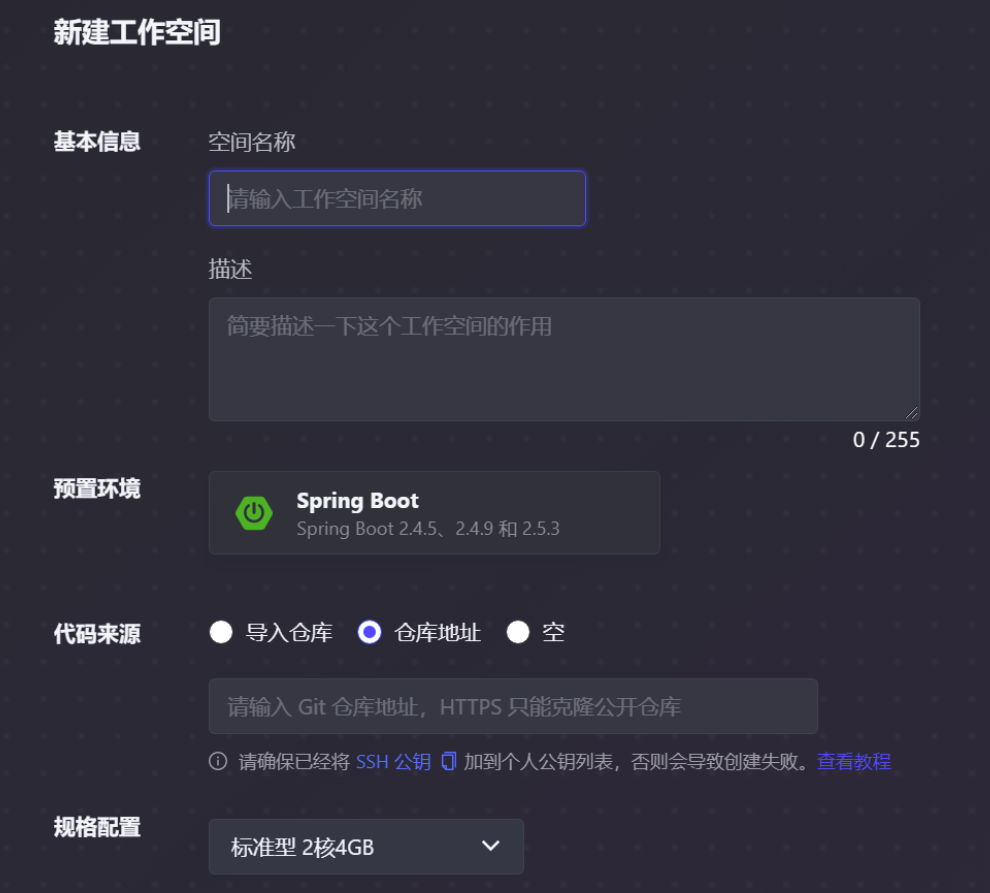 新建工作空间
基本信息
空间名称
请输入工作空间名称
描述
简要描述一下这个工作空间的作用
0 / 255
预置环境
Spring Boot
Spring Boot 2.4.5、2.4.9 和 2.5.3
代码来源
导入仓库 仓库地址 空
请输入 Git 仓库地址，HTTPS 只能克隆公开仓库
请确保已经将 SSH 公钥 加到个人公钥列表，否则会导致创建失败。查看教程
规格配置
标准型 2核4GB